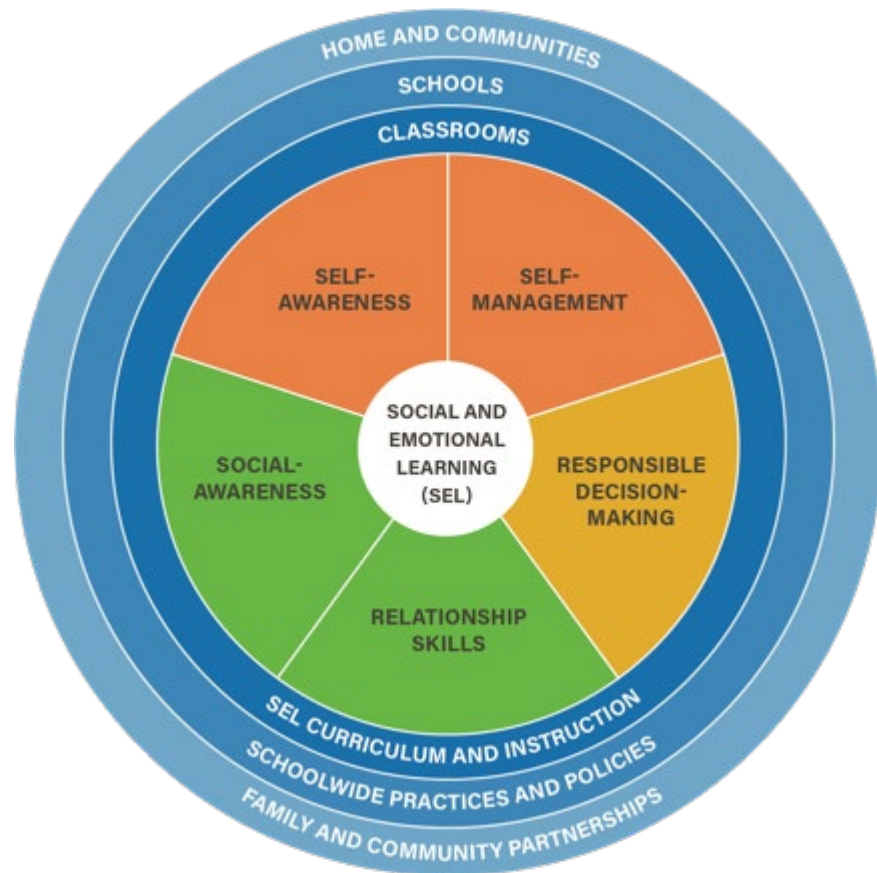 HOME AND COMMUNITIES
SCHOOLS
CLASSROOMS
SELF-
AWARENESS
SELF-
MANAGEMENT
SOCIAL AND
EMOTIONAL
LEARNING
(SEL)
SOCIAL-
AWARENESS
RESPONSIBLE
DECISION-
MAKING
RELATIONSHIP
SKILLS
SEL CURRICULUM AND INSTRUCTION
SCHOOLWIDE PRACTICES AND POLICIES
FAMILY AND COMMUNITY PARTNERSHIPS